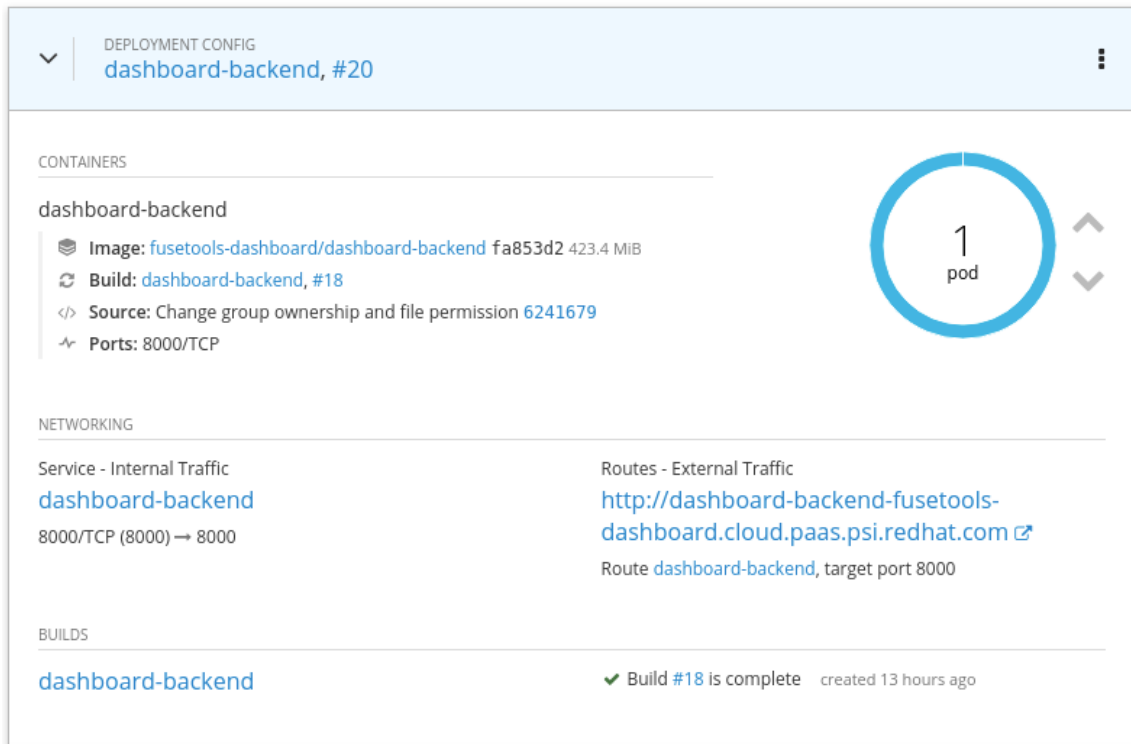 DEPLOYMENT CONFIG
dashboard-backend, #20
CONTAINERS
dashboard-backend
Image: fusetools-dashboard/dashboard-backend fa853d2 423.4 MiB
Build: dashboard-backend, #18
Source: Change group ownership and file permission 6241679
Ports: 8000/TCP
1
pod
NETWORKING
Service - Internal Traffic
dashboard-backend
8000/TCP (8000) → 8000
Routes - External Traffic
http://dashboard-backend-fusetools-
dashboard.cloud.paas.psi.redhat.com
Route dashboard-backend, target port 8000
BUILDS
dashboard-backend
Build #18 is complete created 13 hours ago